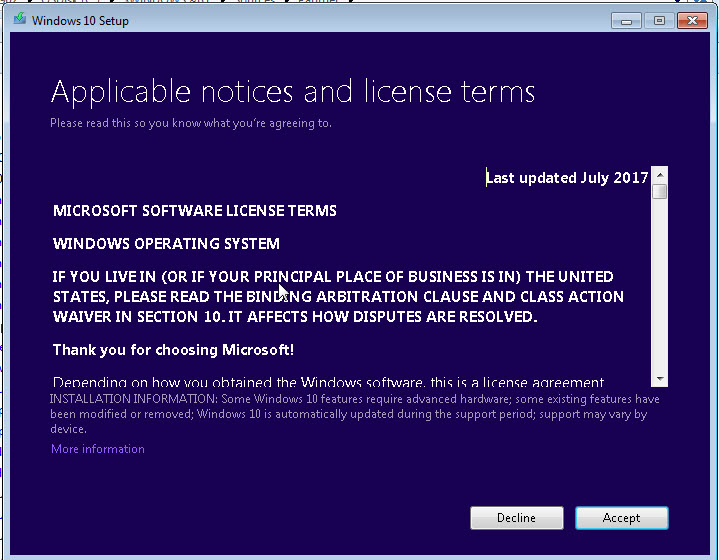 Windows 10 Setup
Applicable notices and license terms
Please read this so you know what you're agreeing to.
Last updated July 2017
MICROSOFT SOFTWARE LICENSE TERMS
WINDOWS OPERATING SYSTEM
IF YOU LIVE IN (OR IF YOUR PRINCIPAL PLACE OF BUSINESS IS IN) THE UNITED
STATES, PLEASE READ THE BINDING ARBITRATION CLAUSE AND CLASS ACTION
WAIVER IN SECTION 10. IT AFFECTS HOW DISPUTES ARE RESOLVED.
Thank you for choosing Microsoft!
Depending on how you obtained the Windows software, this is a license agreement
INSTALLATION INFORMATION: Some Windows 10 features require advanced hardware; some existing features have
been modified or removed; Windows 10 is automatically updated during the support period; support may vary by
device.
More information
Decline
Accept